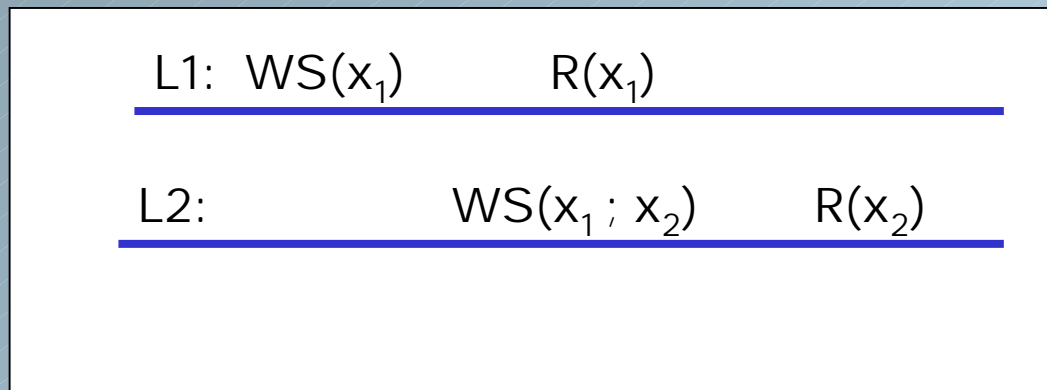 L1: WS(x₁) R(x₁)
L2: WS(x₁ ; x₂) R(x₂)